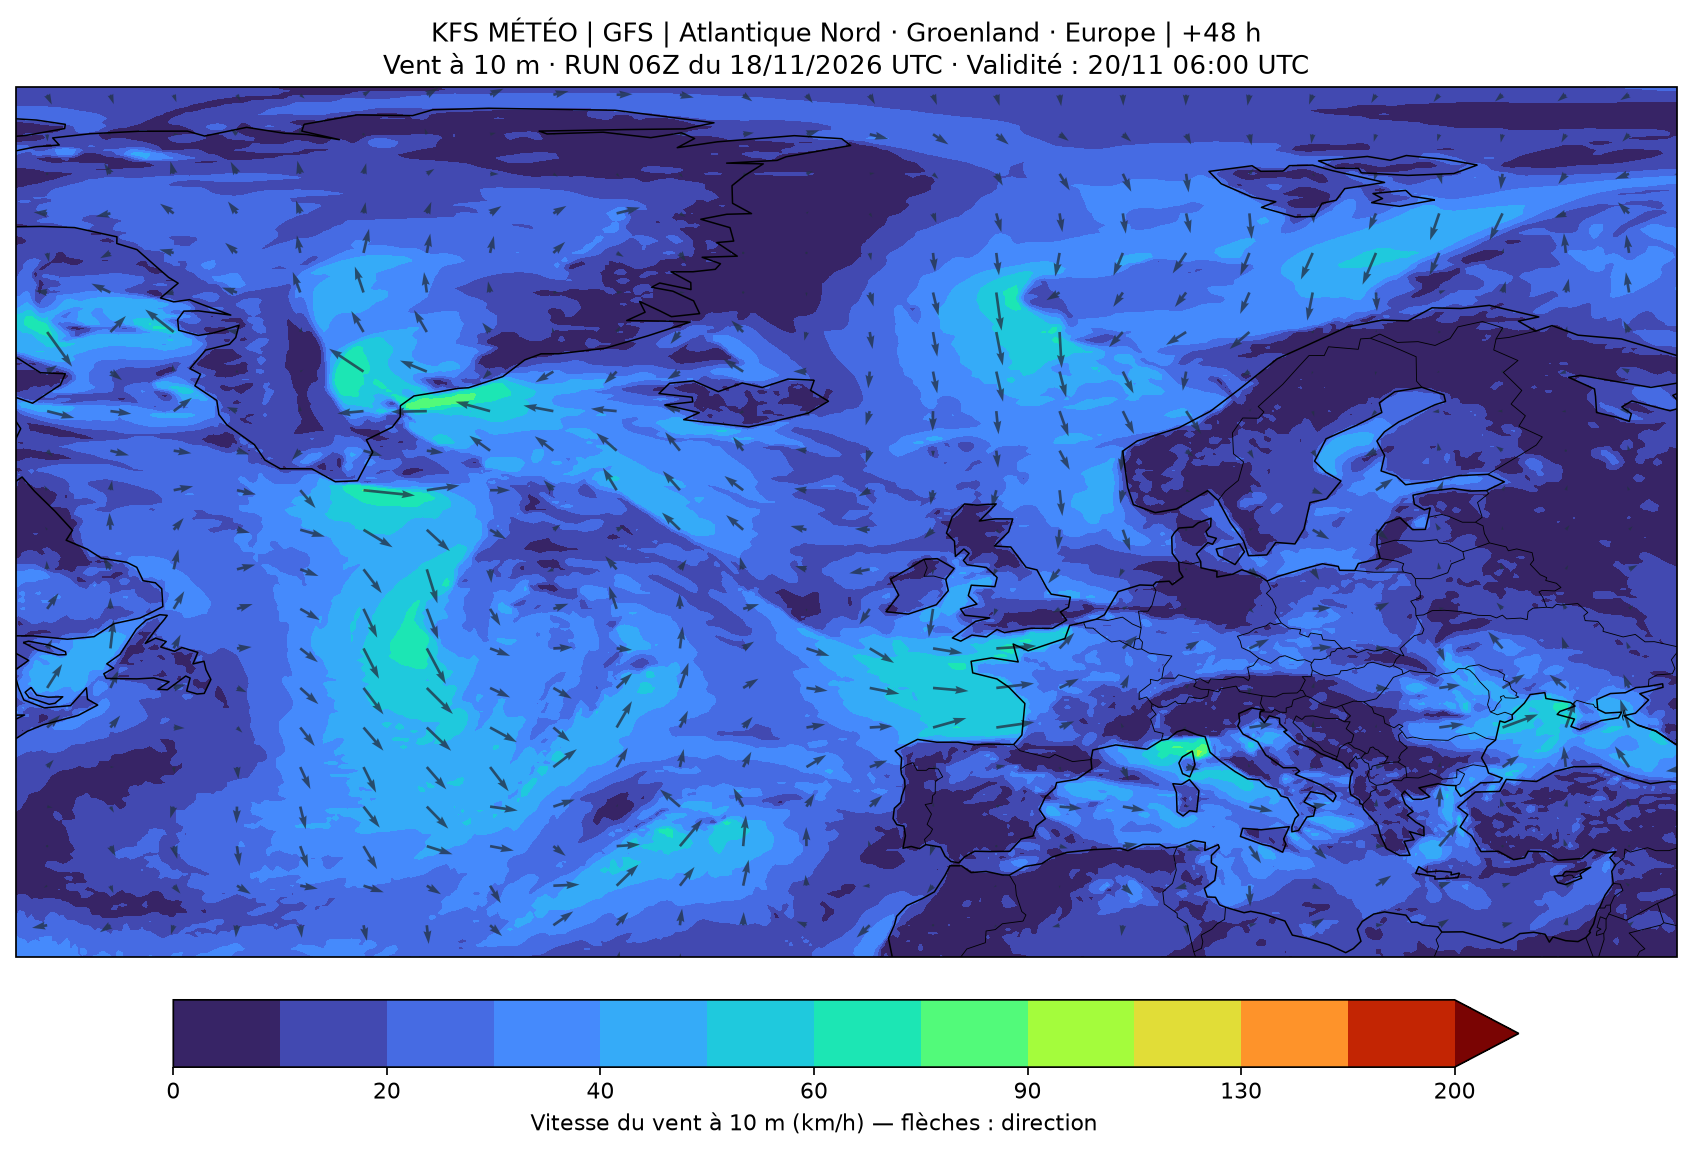 KFS MÉTÉO | GFS | Atlantique Nord · Groenland · Europe | +48 h
Vent à 10 m · RUN 06Z du 18/11/2026 UTC · Validité : 20/11 06:00 UTC
0 20 40 60 90 130 200
Vitesse du vent à 10 m (km/h) — flèches : direction